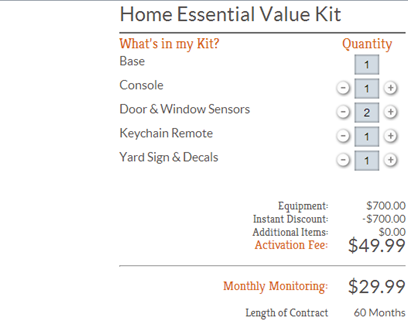 Home Essential Value Kit
What's in my Kit? Quantity
Base 1
Console - 1 +
Door & Window Sensors - 2 +
Keychain Remote - 1 +
Yard Sign & Decals - 1 +
Equipment: $700.00
Instant Discount: -$700.00
Additional Items: $0.00
Activation Fee: $49.99
Monthly Monitoring: $29.99
Length of Contract 60 Months